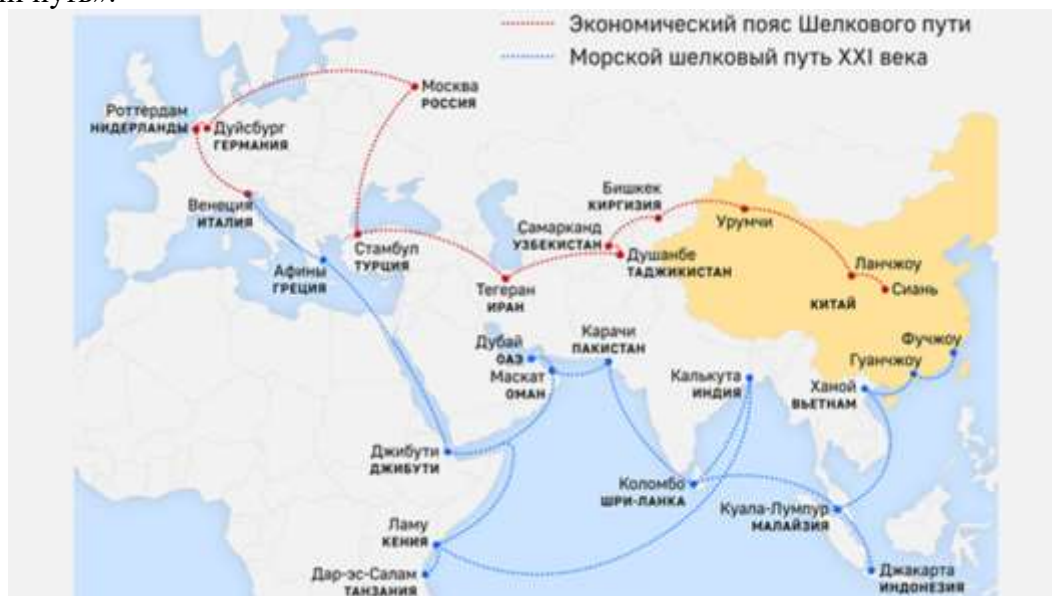 путь».
Экономический пояс Шелкового пути
Морской шелковый путь XXI века
Москва
РОССИЯ
Роттердам
НИДЕРЛАНДЫ
Дуйсбург
ГЕРМАНИЯ
Венеция
ИТАЛИЯ
Бишкек
КИРГИЗИЯ
Урумчи
Самарканд
УЗБЕКИСТАН
Стамбул
ТУРЦИЯ
Душанбе
ТАДЖИКИСТАН
Ланчжоу
Афины
ГРЕЦИЯ
Тегеран
ИРАН
КИТАЙ
Сиань
Дубай
ОАЭ
Карачи
ПАКИСТАН
Фучжоу
Гуанчжоу
Маскат
ОМАН
Калькута
ИНДИЯ
Ханой
ВЬЕТНАМ
Джибути
ДЖИБУТИ
Коломбо
ШРИ-ЛАНКА
Куала-Лумпур
МАЛАЙЗИЯ
Ламу
КЕНИЯ
Дар-эс-Салам
ТАНЗАНИЯ
Джакарта
ИНДОНЕЗИЯ